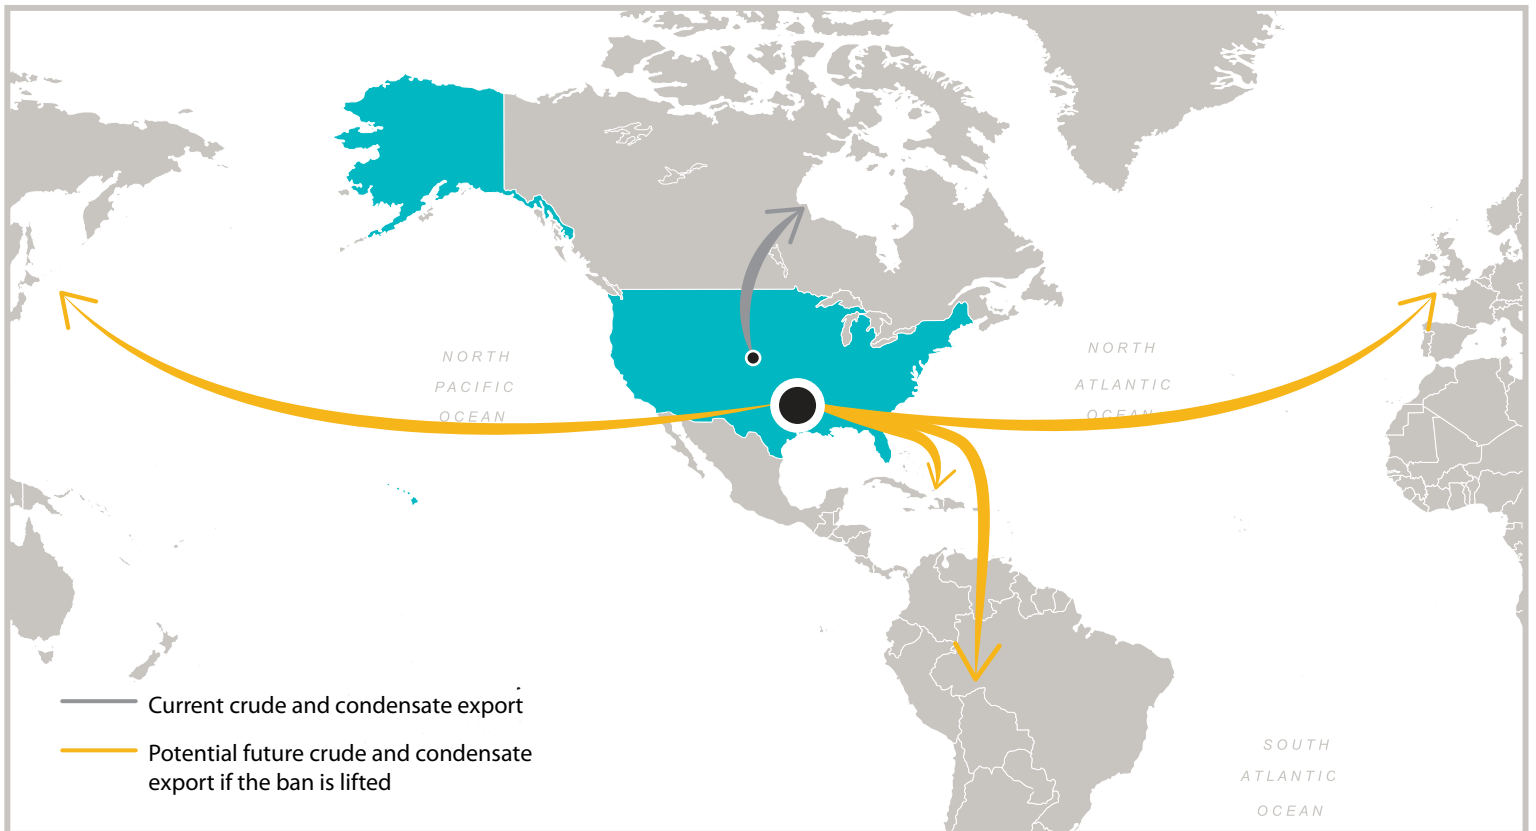 NORTH
PACIFIC
OCEAN
NORTH
ATLANTIC
OCEAN
SOUTH
ATLANTIC
OCEAN
Current crude and condensate export
Potential future crude and condensate
export if the ban is lifted